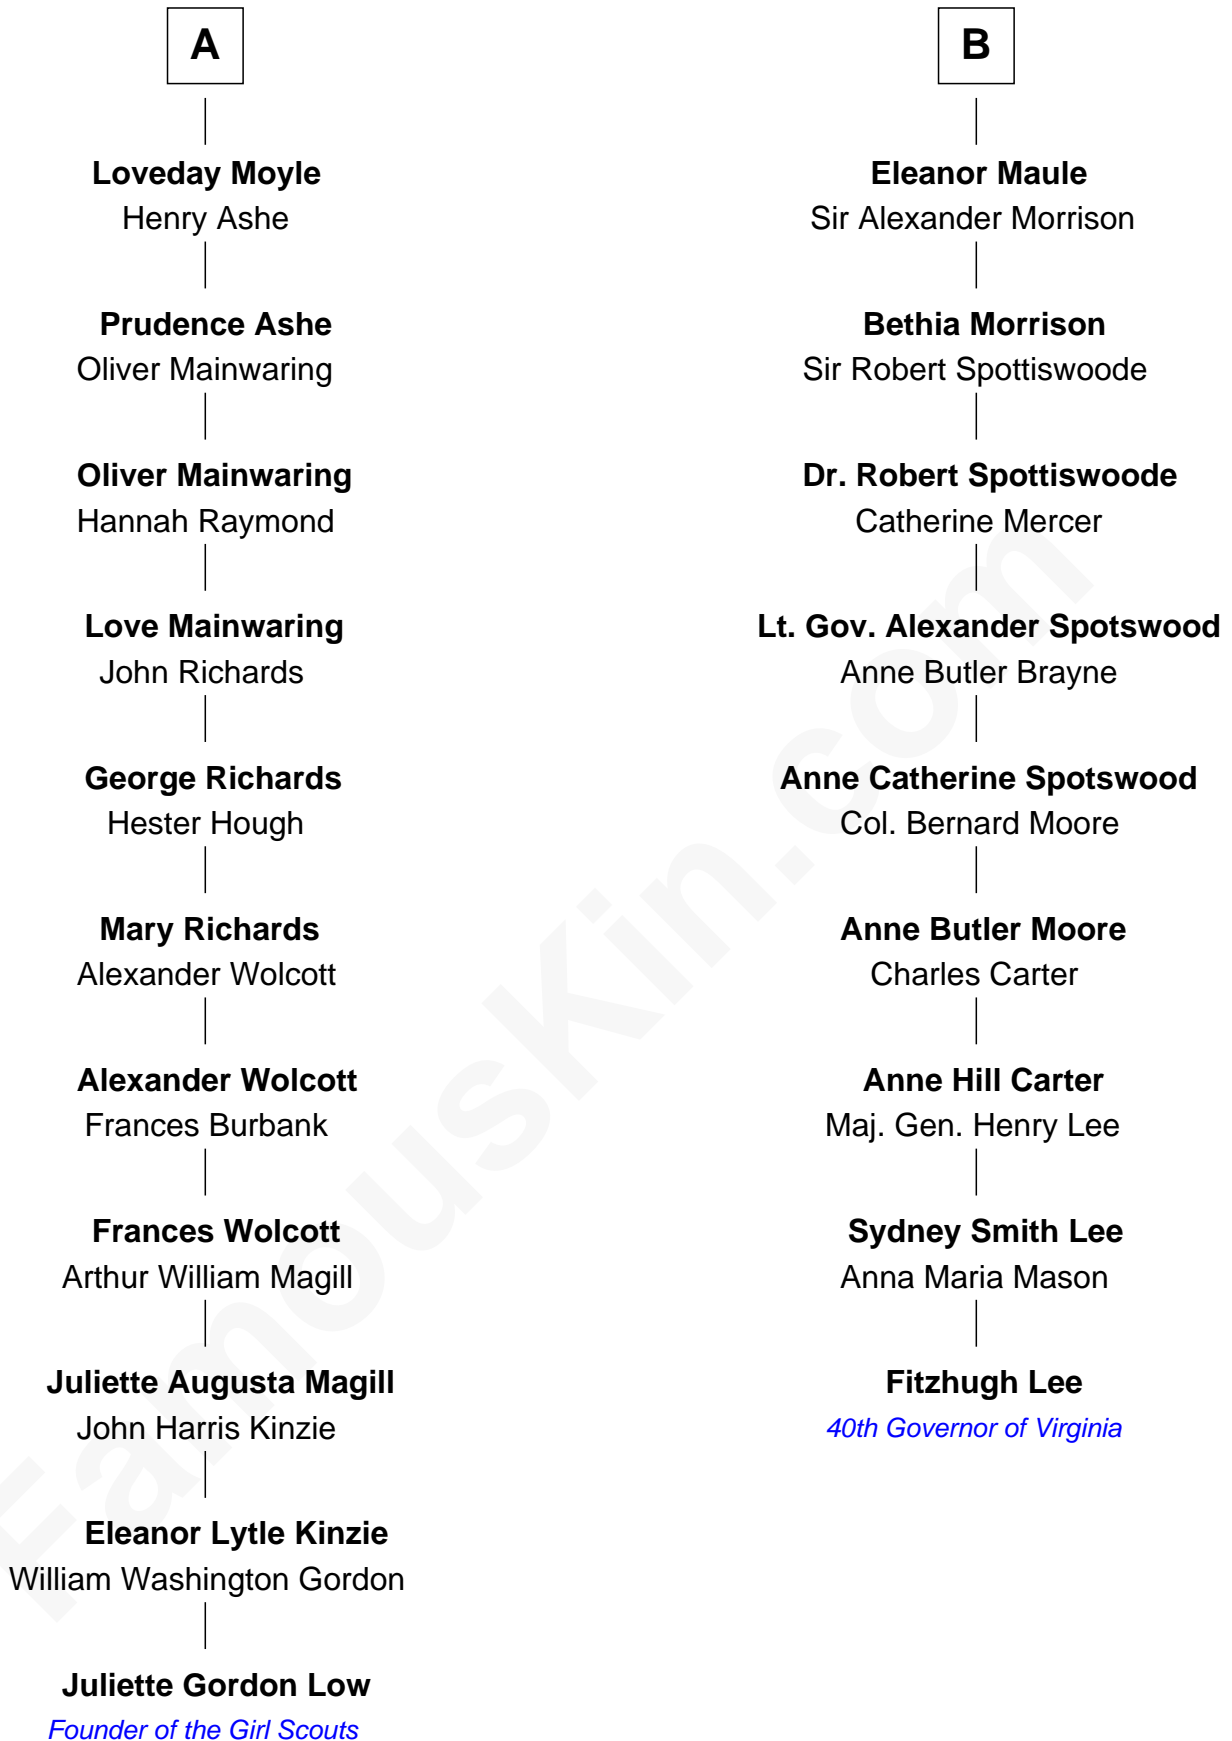 A
Loveday Moyle
Henry Ashe
Prudence Ashe
Oliver Mainwaring
Oliver Mainwaring
Hannah Raymond
Love Mainwaring
John Richards
George Richards
Hester Hough
Mary Richards
Alexander Wolcott
Alexander Wolcott
Frances Burbank
Frances Wolcott
Arthur William Magill
Juliette Augusta Magill
John Harris Kinzie
Eleanor Lytle Kinzie
William Washington Gordon
Juliette Gordon Low
Founder of the Girl Scouts
B
Eleanor Maule
Sir Alexander Morrison
Bethia Morrison
Sir Robert Spottiswoode
Dr. Robert Spottiswoode
Catherine Mercer
Lt. Gov. Alexander Spotswood
Anne Butler Brayne
Anne Catherine Spotswood
Col. Bernard Moore
Anne Butler Moore
Charles Carter
Anne Hill Carter
Maj. Gen. Henry Lee
Sydney Smith Lee
Anna Maria Mason
Fitzhugh Lee
40th Governor of Virginia
FamousKin.com